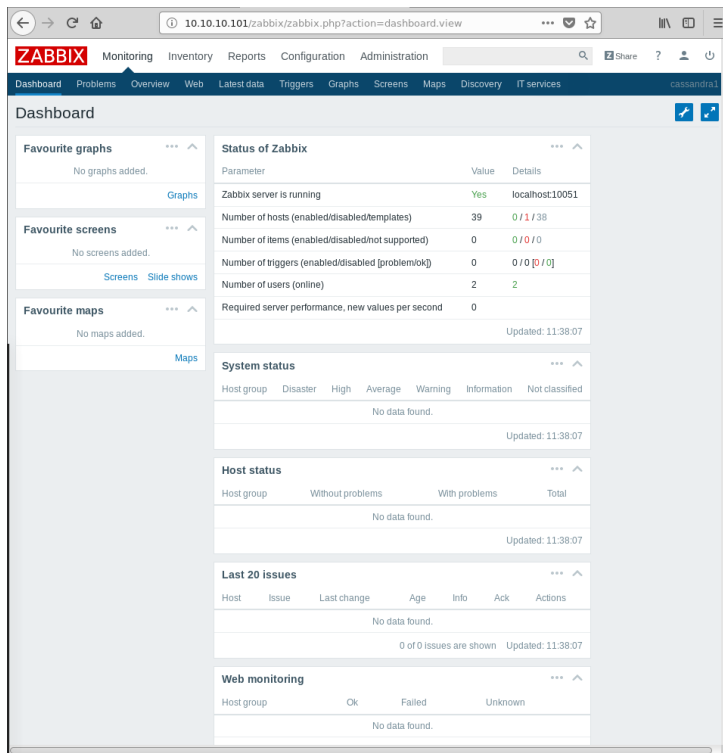 10.10.10.101/zabbix/zabbix.php?action=dashboard.view
ZABBIX Monitoring Inventory Reports Configuration Administration Z Share ?
Dashboard Problems Overview Web Latest data Triggers Graphs Screens Maps Discovery IT services cassandra1
Dashboard
Favourite graphs
No graphs added.
Graphs
Favourite screens
No screens added.
Screens Slide shows
Favourite maps
No maps added.
Maps
Status of Zabbix
Parameter Value Details
Zabbix server is running Yes localhost:10051
Number of hosts (enabled/disabled/templates) 39 0 / 1 / 38
Number of items (enabled/disabled/not supported) 0 0 / 0 / 0
Number of triggers (enabled/disabled [problem/ok]) 0 0 / 0 [0 / 0]
Number of users (online) 2 2
Required server performance, new values per second 0
Updated: 11:38:07
System status
Host group Disaster High Average Warning Information Not classified
No data found.
Updated: 11:38:07
Host status
Host group Without problems With problems Total
No data found.
Updated: 11:38:07
Last 20 issues
Host Issue Last change Age Info Ack Actions
No data found.
0 of 0 issues are shown Updated: 11:38:07
Web monitoring
Host group Ok Failed Unknown
No data found.